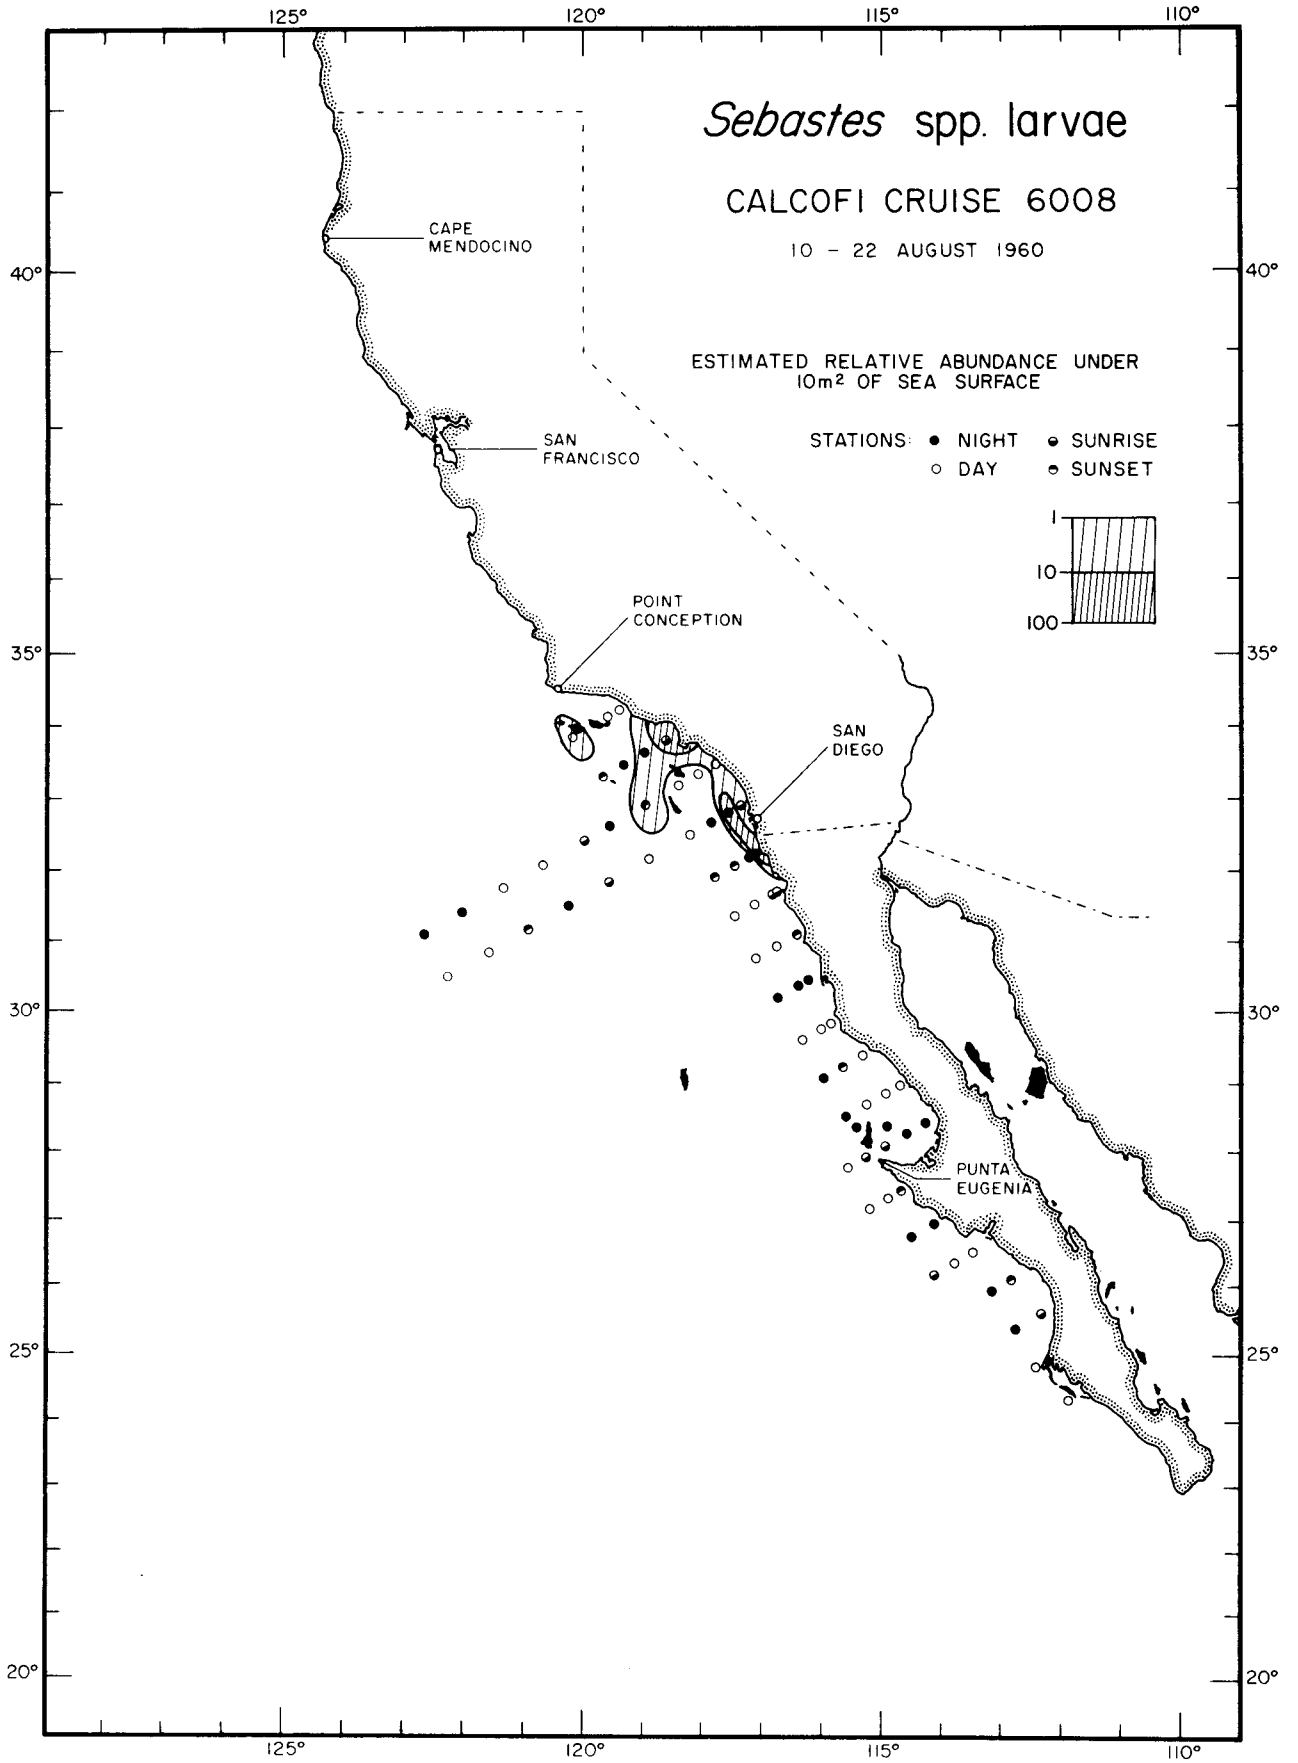 125° 120° 115° 110°
Sebastes spp. larvae
CALCOFI CRUISE 6008
10 – 22 AUGUST 1960
CAPE
MENDOCINO
40° 40°
ESTIMATED RELATIVE ABUNDANCE UNDER
10m² OF SEA SURFACE
STATIONS: ● NIGHT ◒ SUNRISE
○ DAY ◓ SUNSET
SAN
FRANCISCO
1
10
100
POINT
CONCEPTION
35° 35°
SAN
DIEGO
30° 30°
PUNTA
EUGENIA
25° 25°
20° 20°
125° 120° 115° 110°